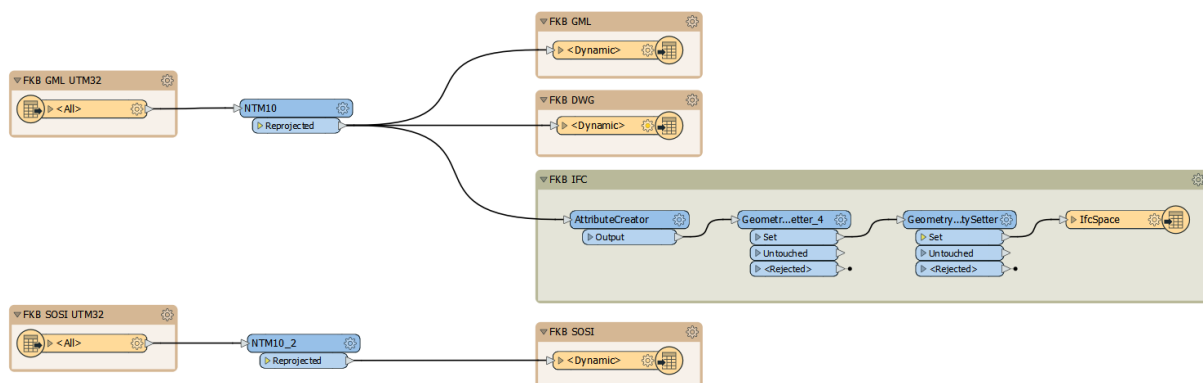 FKB GML UTM32
<All>
NTM10
Reprojected
FKB GML
<Dynamic>
FKB DWG
<Dynamic>
FKB IFC
AttributeCreator
Output
Geometr...etter_4
Set
Untouched
<Rejected>
Geometry...tySetter
Set
Untouched
<Rejected>
IfcSpace
FKB SOSI UTM32
<All>
NTM10_2
Reprojected
FKB SOSI
<Dynamic>